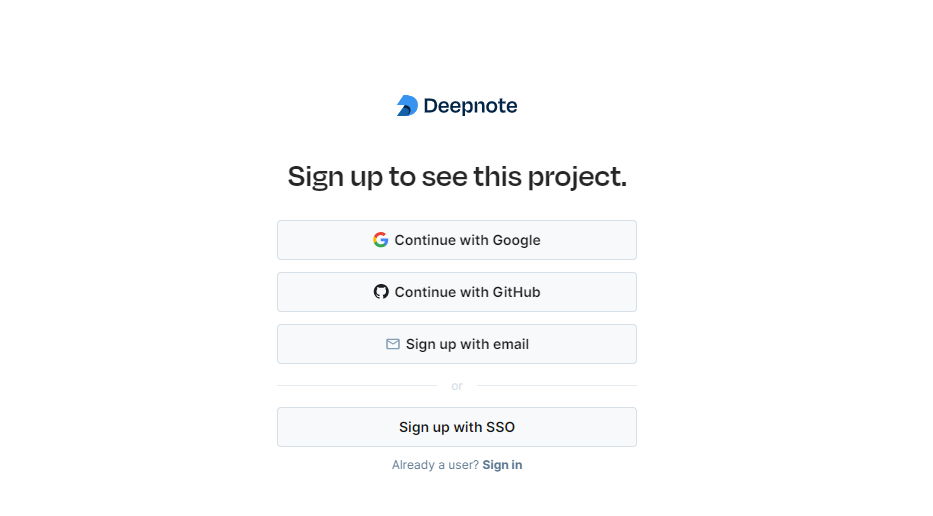 Deepnote
Sign up to see this project.
Continue with Google
Continue with GitHub
Sign up with email
or
Sign up with SSO
Already a user? Sign in